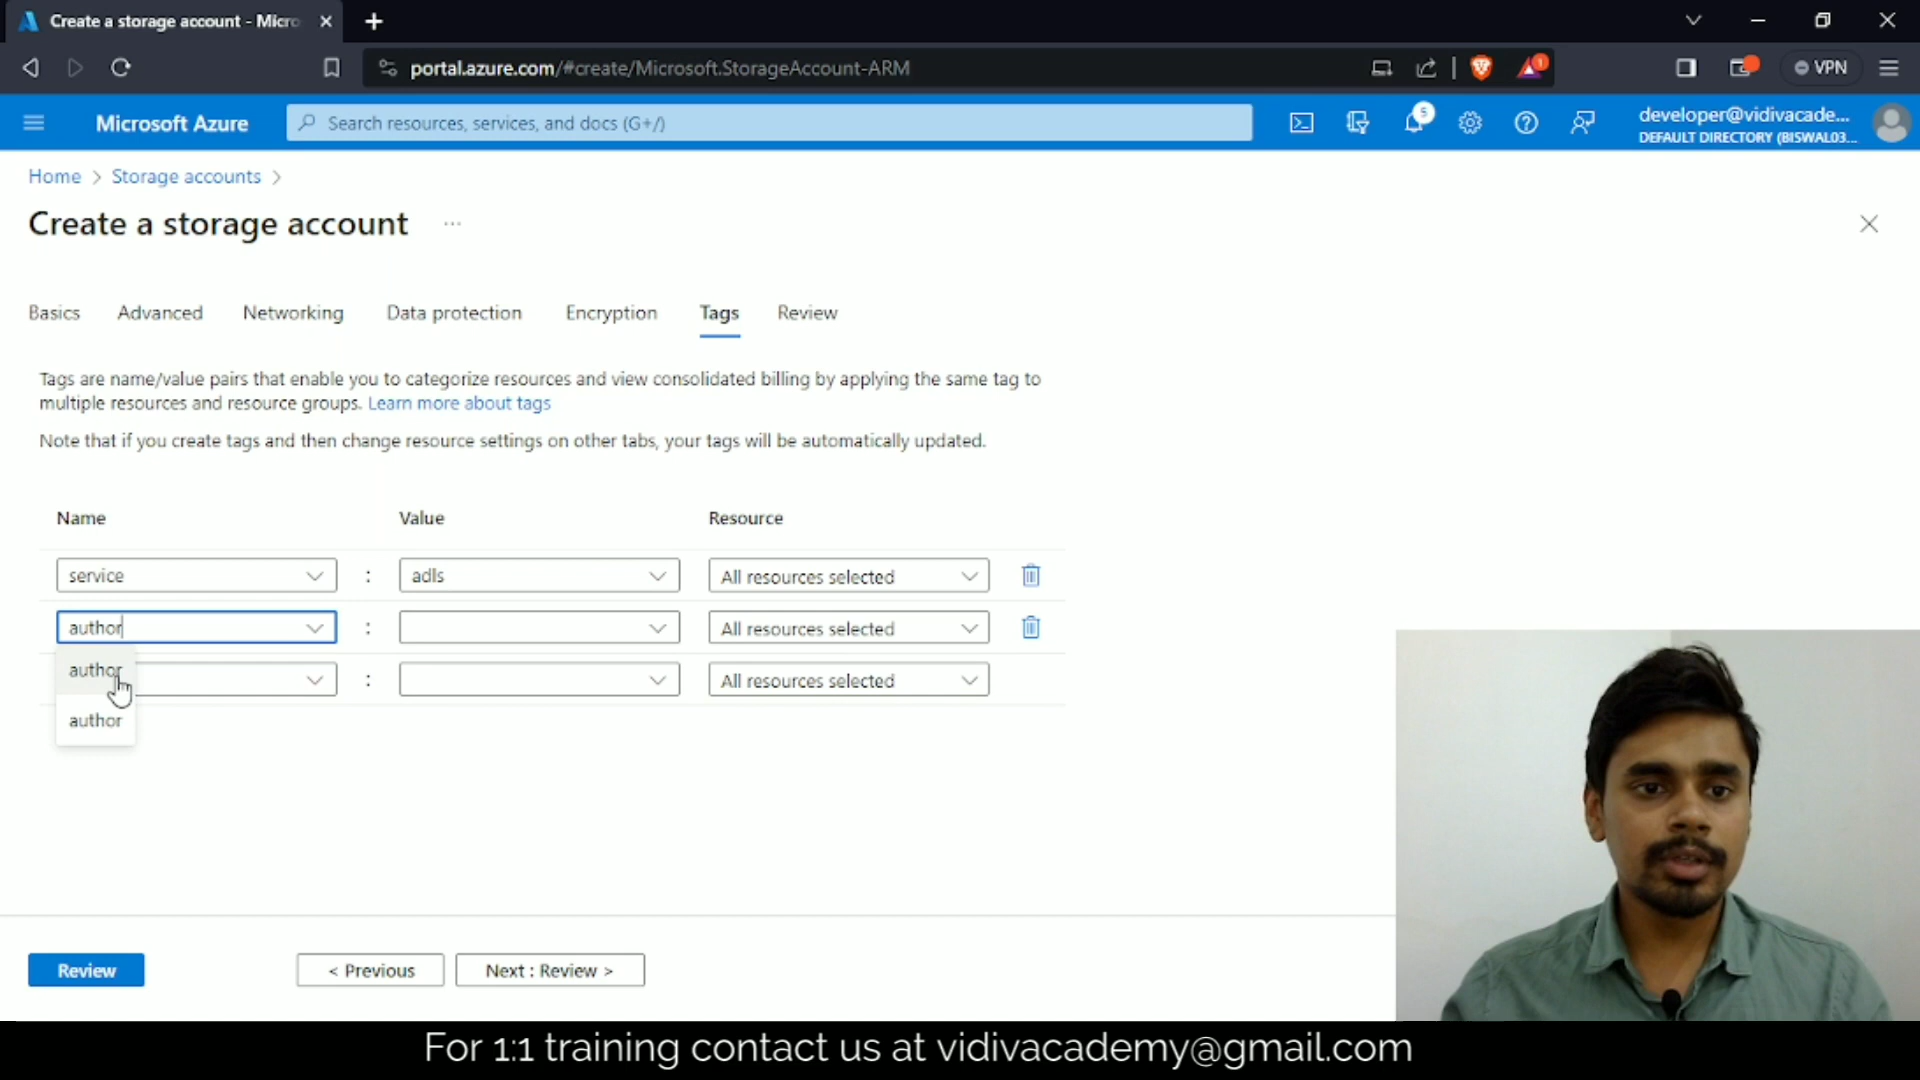 Create a storage account - Micro
portal.azure.com/#create/Microsoft.StorageAccount-ARM
1
VPN
Microsoft Azure
Search resources, services, and docs (G+/)
5
developer@vidivacade...
DEFAULT DIRECTORY (BISWAL03...
Home > Storage accounts >
Create a storage account ...
Basics Advanced Networking Data protection Encryption Tags Review
Tags are name/value pairs that enable you to categorize resources and view consolidated billing by applying the same tag to
multiple resources and resource groups. Learn more about tags
Note that if you create tags and then change resource settings on other tabs, your tags will be automatically updated.
Name Value Resource
service : adls All resources selected
author : All resources selected
author
: All resources selected
author
Review < Previous Next : Review >
For 1:1 training contact us at vidivacademy@gmail.com